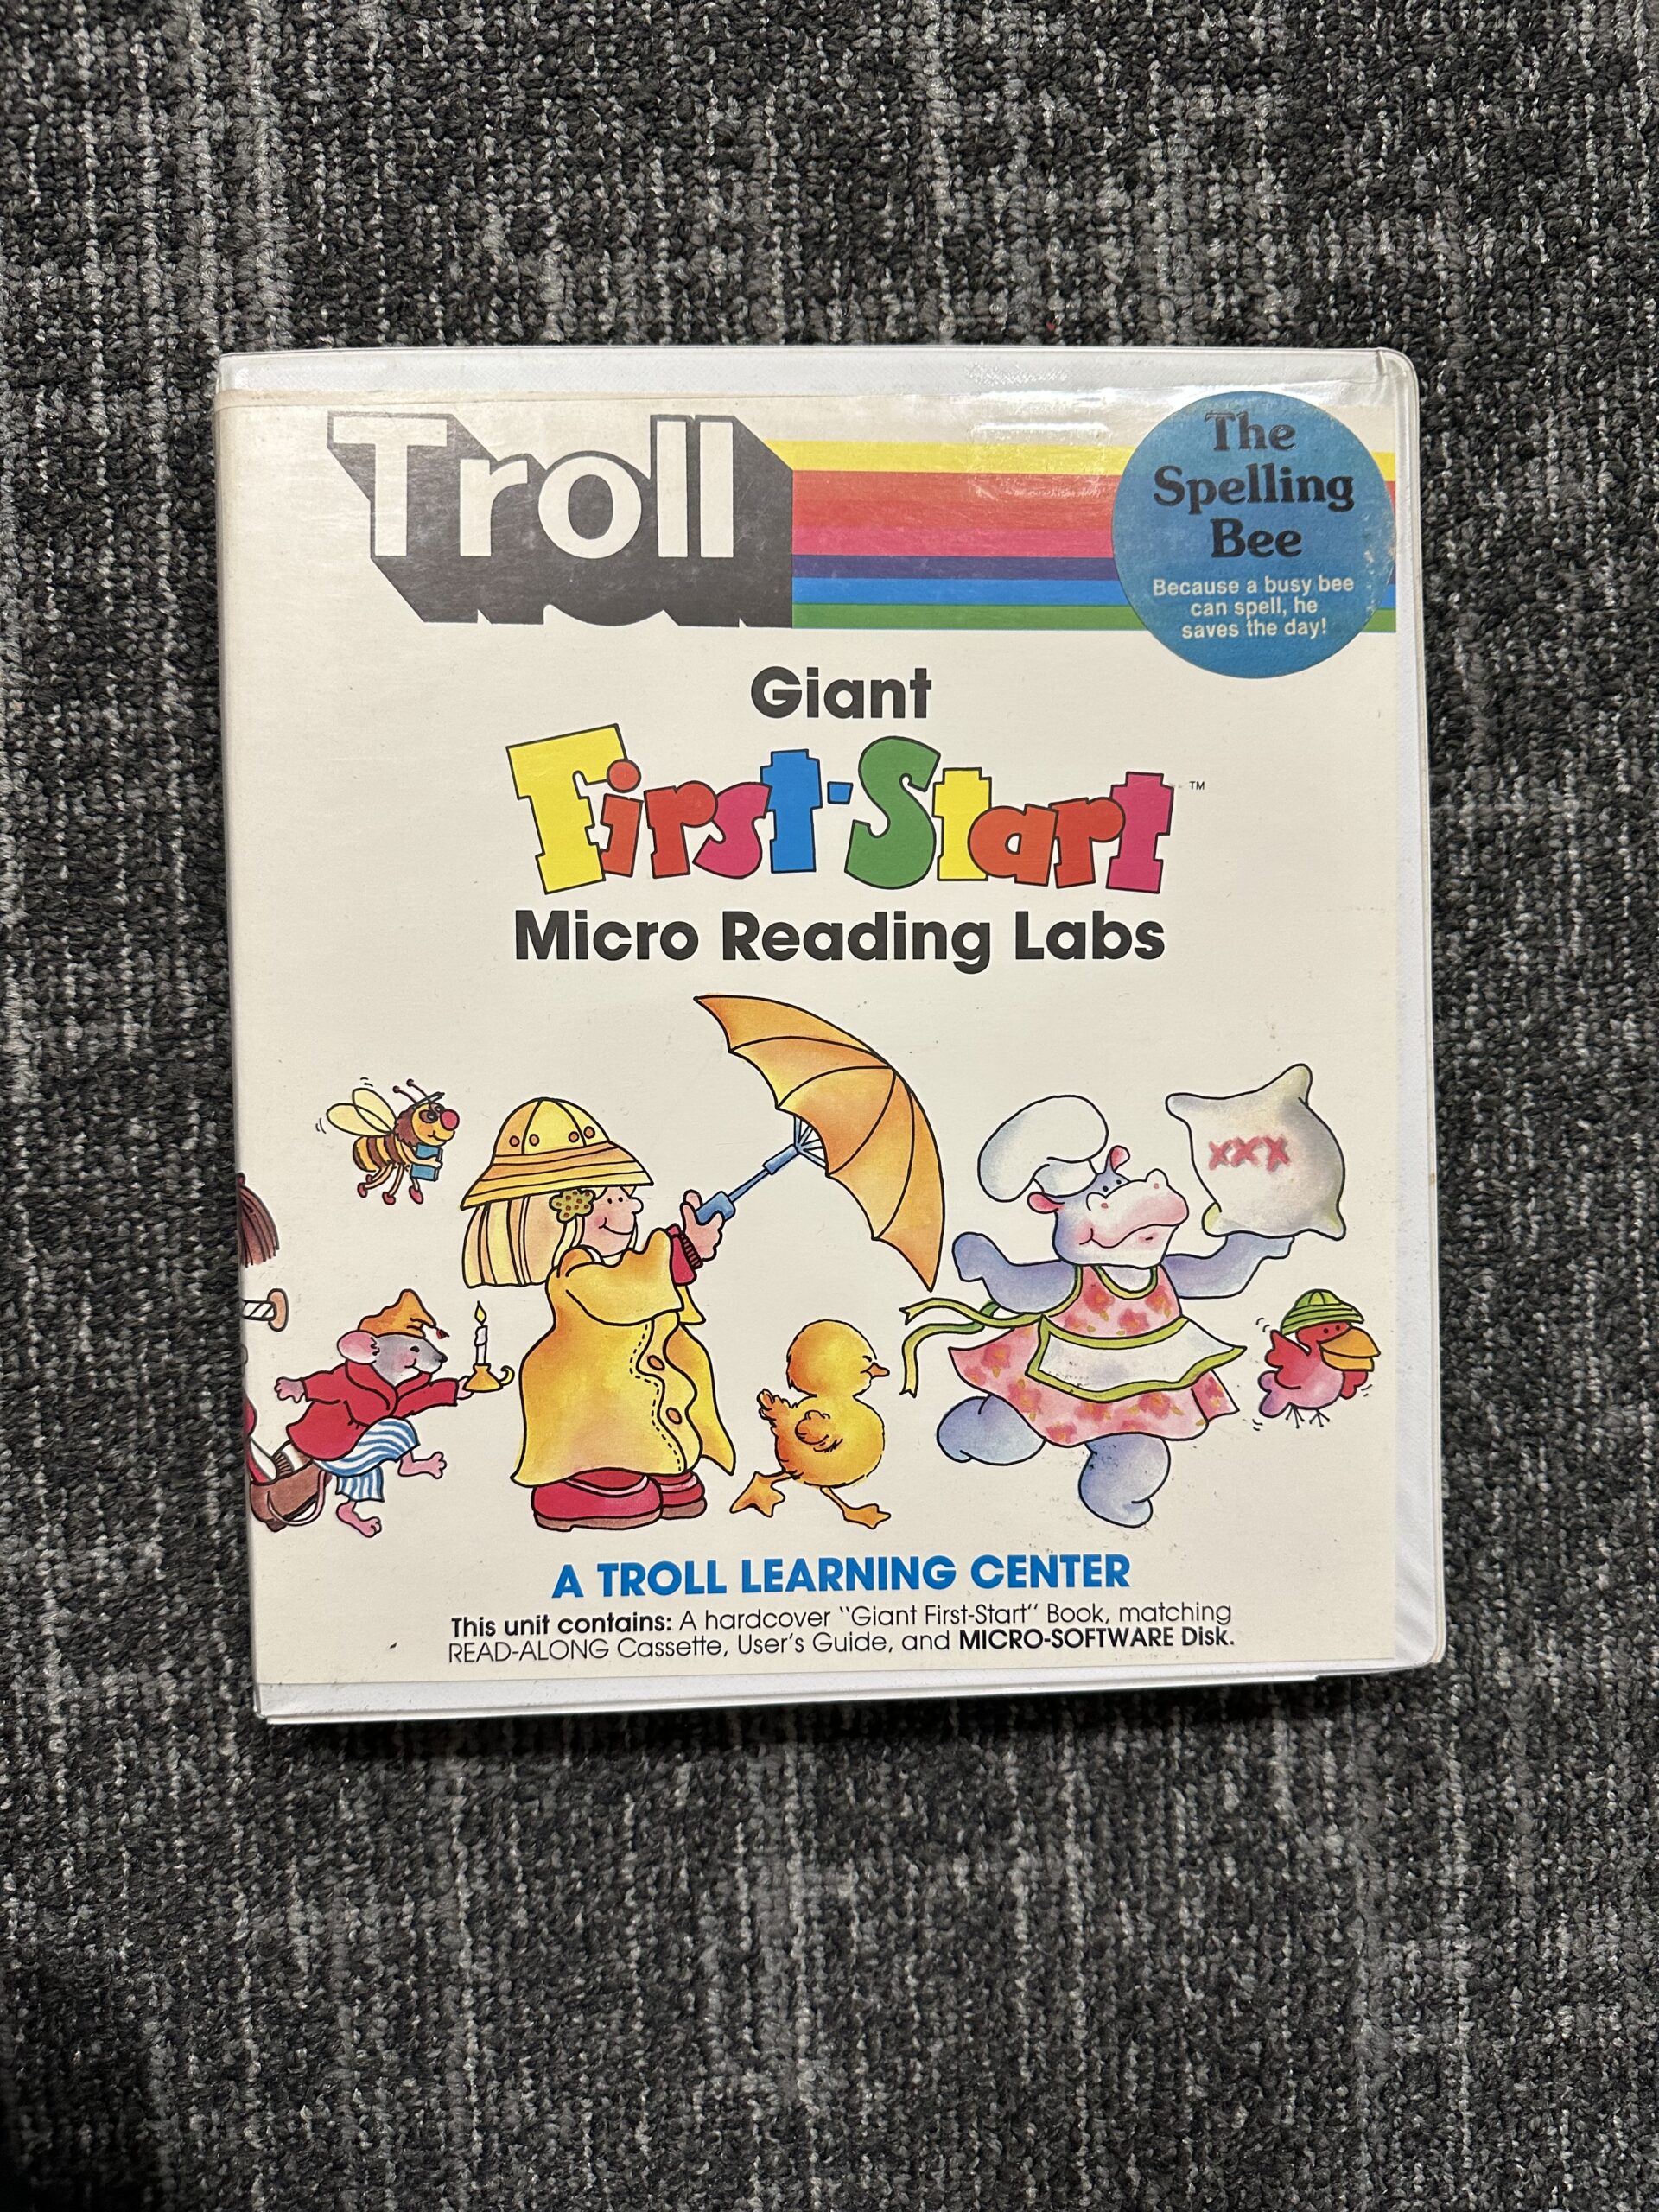 Troll
The
Spelling
Bee
Because a busy bee
can spell, he
saves the day!
Giant
First-Start™
Micro Reading Labs
XXX
A TROLL LEARNING CENTER
This unit contains: A hardcover "Giant First-Start" Book, matching
READ-ALONG Cassette, User's Guide, and MICRO-SOFTWARE Disk.